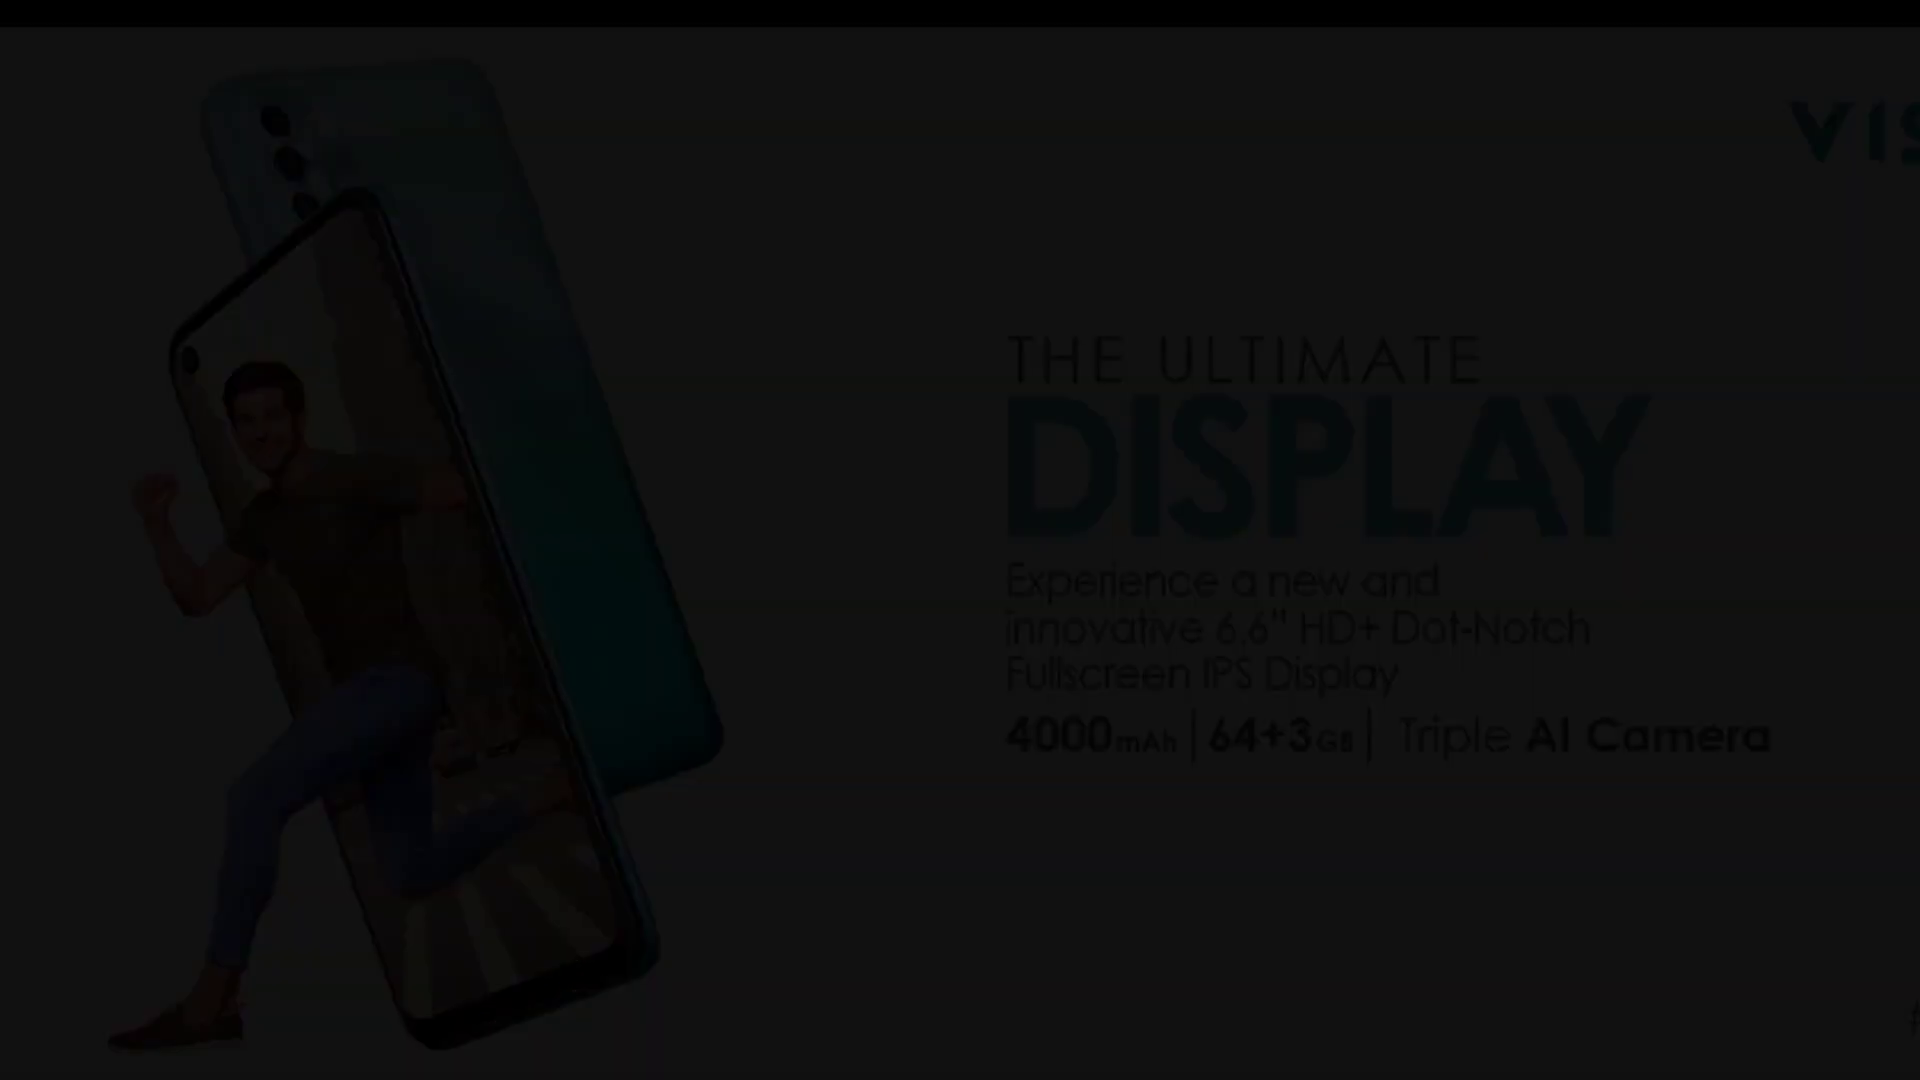 VIS
THE ULTIMATE
DISPLAY
Experience a new and
innovative 6.6" HD+ Dot-Notch
Fullscreen IPS Display
4000mAh | 64+3GB | Triple AI Camera